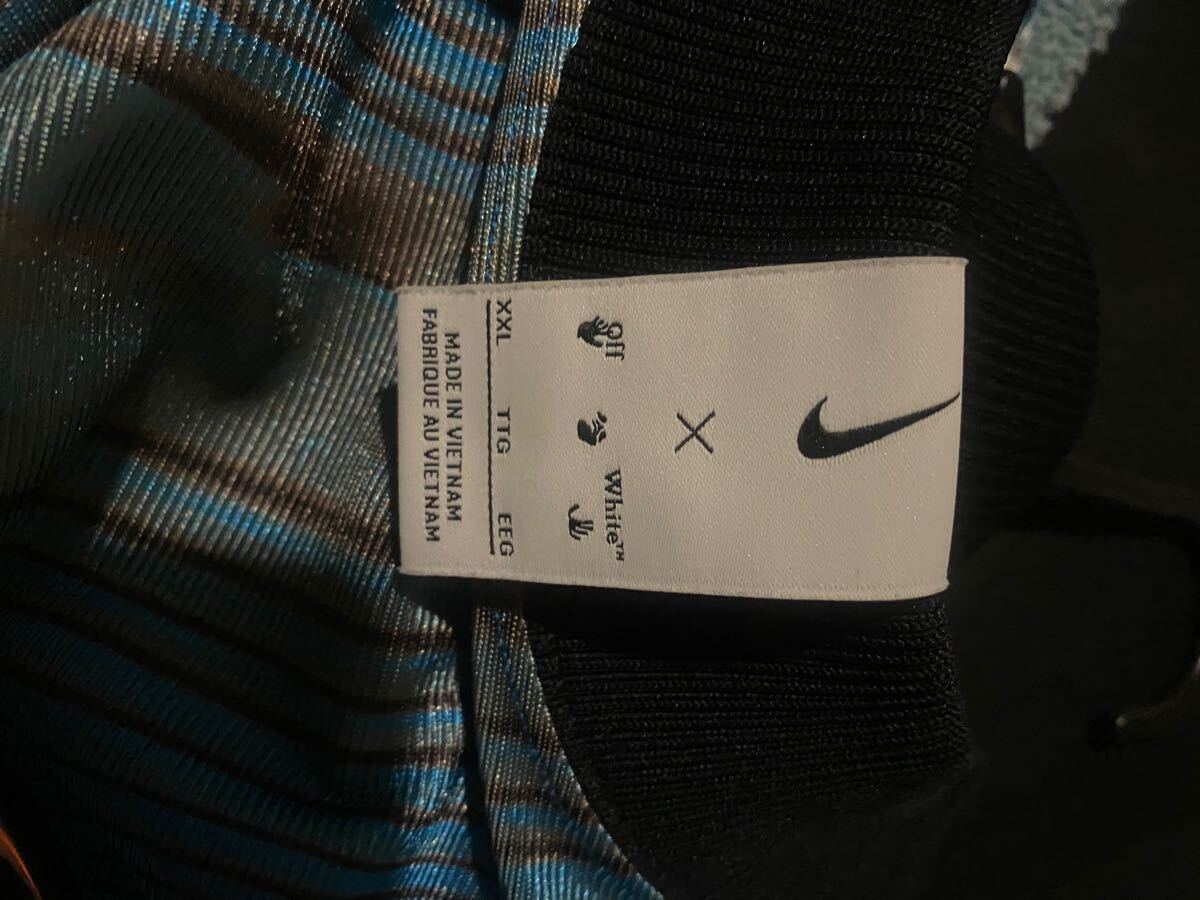 X
Off White™
XXL TTG EEG
MADE IN VIETNAM
FABRIQUE AU VIETNAM